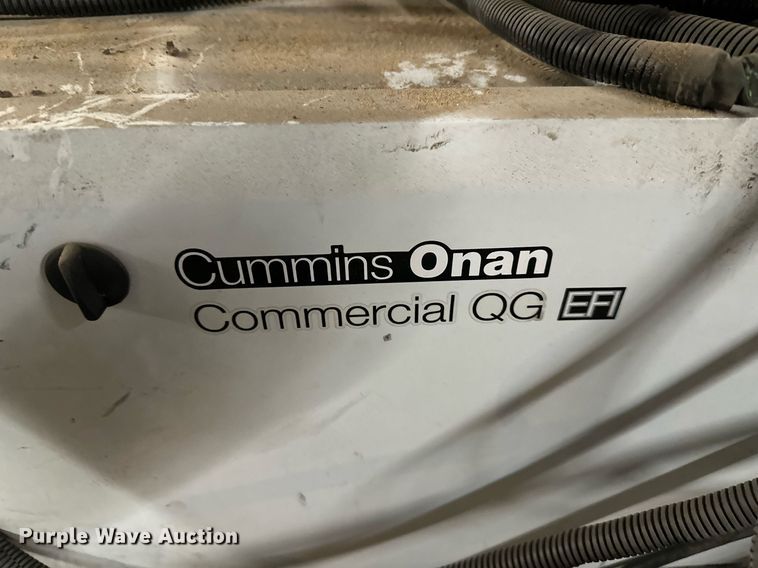 Cummins Onan
Commercial QG EFI
Purple Wave Auction